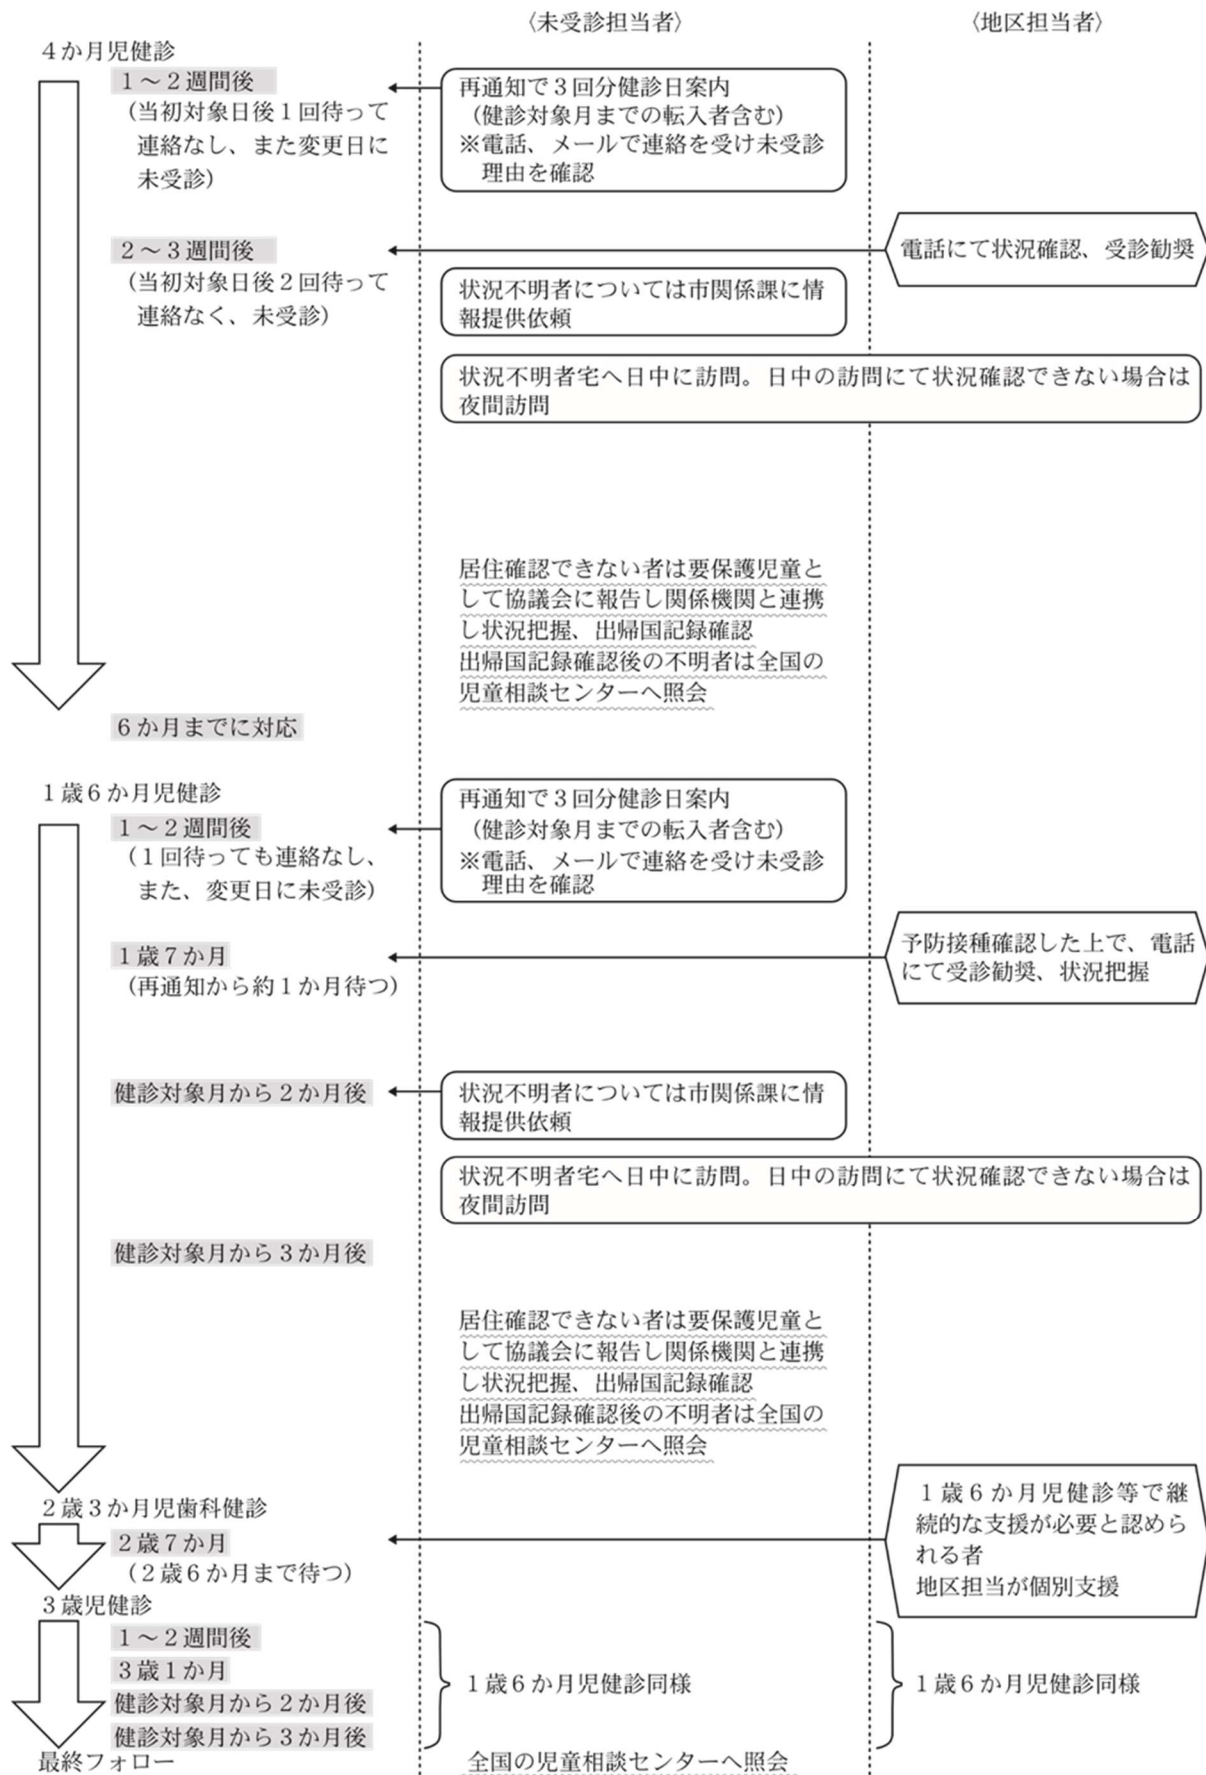 〈未受診担当者〉
〈地区担当者〉
4か月児健診
1～2週間後
(当初対象日後1回待って
連絡なし、また変更日に
未受診)
再通知で3回分健診日案内
(健診対象月までの転入者含む)
※電話、メールで連絡を受け未受診
理由を確認
2～3週間後
(当初対象日後2回待って
連絡なく、未受診)
電話にて状況確認、受診勧奨
状況不明者については市関係課に情
報提供依頼
状況不明者宅へ日中に訪問。日中の訪問にて状況確認できない場合は
夜間訪問
居住確認できない者は要保護児童と
して協議会に報告し関係機関と連携
し状況把握、出帰国記録確認
出帰国記録確認後の不明者は全国の
児童相談センターへ照会
6か月までに対応
1歳6か月児健診
1～2週間後
(1回待っても連絡なし、
また、変更日に未受診)
再通知で3回分健診日案内
(健診対象月までの転入者含む)
※電話、メールで連絡を受け未受診
理由を確認
1歳7か月
(再通知から約1か月待つ)
予防接種確認した上で、電話
にて受診勧奨、状況把握
健診対象月から2か月後
状況不明者については市関係課に情
報提供依頼
状況不明者宅へ日中に訪問。日中の訪問にて状況確認できない場合は
夜間訪問
健診対象月から3か月後
居住確認できない者は要保護児童と
して協議会に報告し関係機関と連携
し状況把握、出帰国記録確認
出帰国記録確認後の不明者は全国の
児童相談センターへ照会
2歳3か月児歯科健診
2歳7か月
(2歳6か月まで待つ)
1歳6か月児健診等で継
続的な支援が必要と認めら
れる者
地区担当が個別支援
3歳児健診
1～2週間後
3歳1か月
健診対象月から2か月後
健診対象月から3か月後
1歳6か月児健診同様
1歳6か月児健診同様
最終フォロー
全国の児童相談センターへ照会